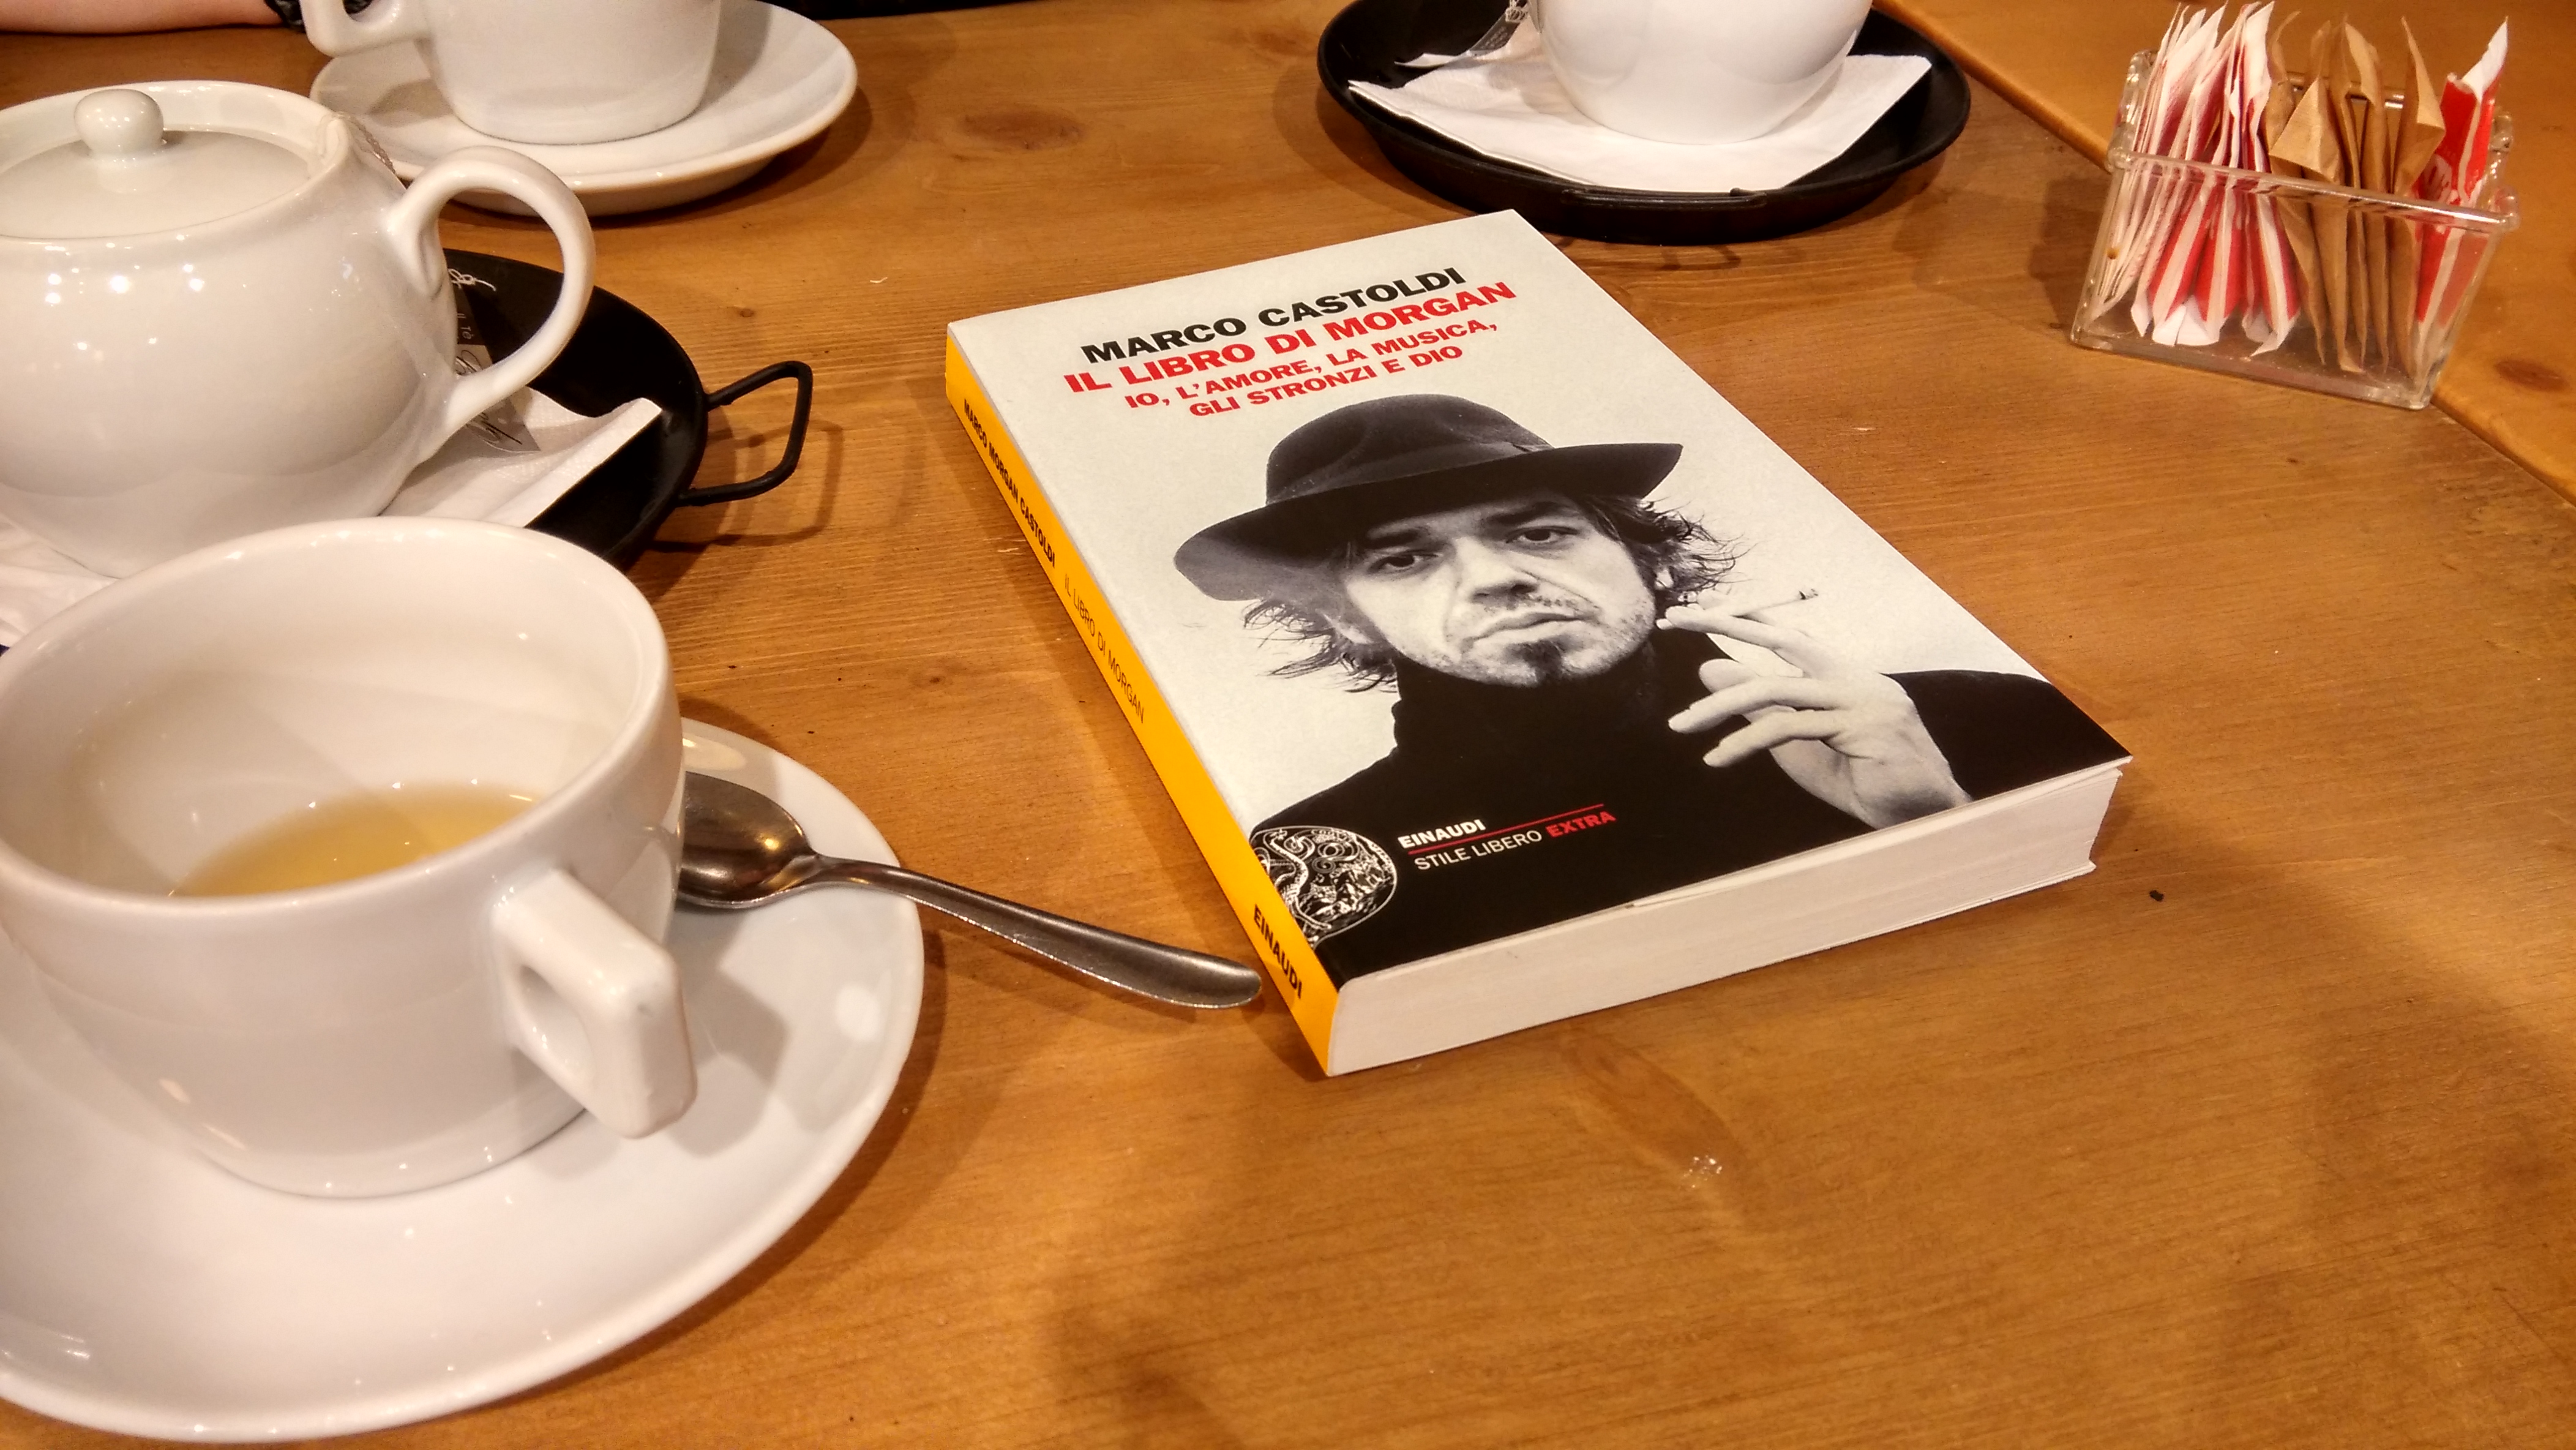 MARCO CASTOLDI
IL LIBRO DI MORGAN
IO, L'AMORE, LA MUSICA,
GLI STRONZI E DIO
EINAUDI
STILE LIBERO EXTRA
MARCO MORGAN CASTOLDI IL LIBRO DI MORGAN
EINAUDI